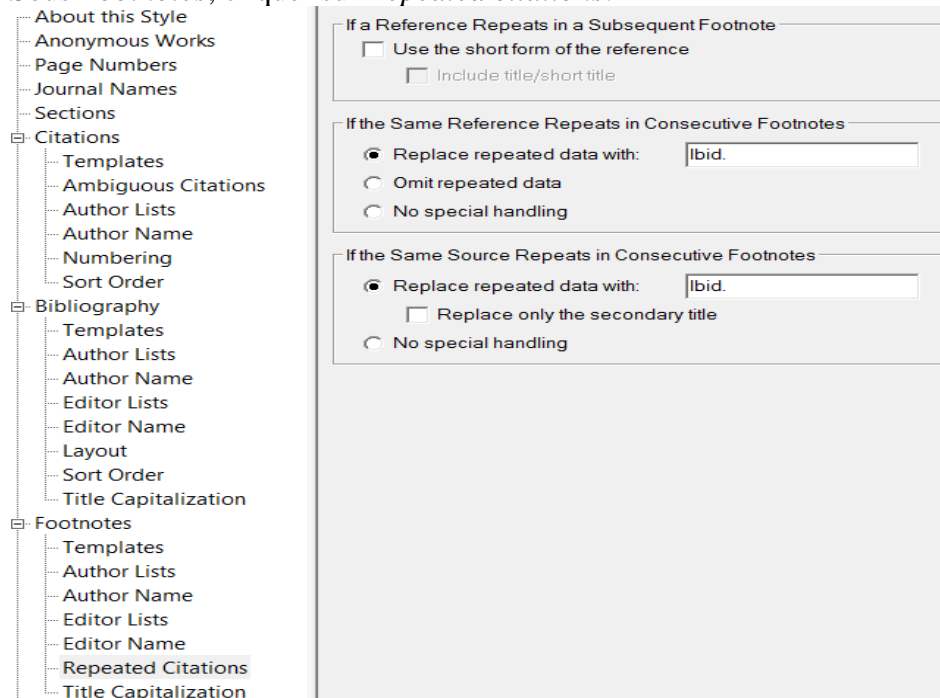 About this Style
Anonymous Works
Page Numbers
Journal Names
Sections
Citations
Templates
Ambiguous Citations
Author Lists
Author Name
Numbering
Sort Order
Bibliography
Templates
Author Lists
Author Name
Editor Lists
Editor Name
Layout
Sort Order
Title Capitalization
Footnotes
Templates
Author Lists
Author Name
Editor Lists
Editor Name
Repeated Citations
Title Capitalization
If a Reference Repeats in a Subsequent Footnote
Use the short form of the reference
Include title/short title
If the Same Reference Repeats in Consecutive Footnotes
Replace repeated data with: Ibid.
Omit repeated data
No special handling
If the Same Source Repeats in Consecutive Footnotes
Replace repeated data with: Ibid.
Replace only the secondary title
No special handling